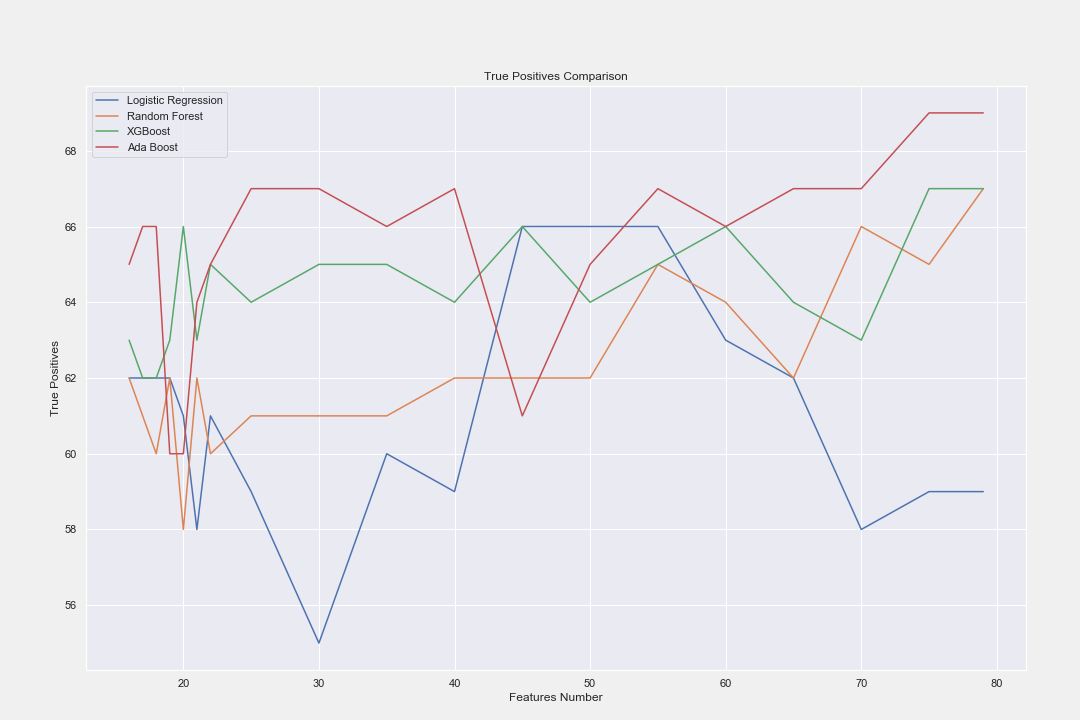 True Positives Comparison
Logistic Regression
Random Forest
XGBoost
Ada Boost
68
66
64
62
60
58
56
True Positives
20 30 40 50 60 70 80
Features Number